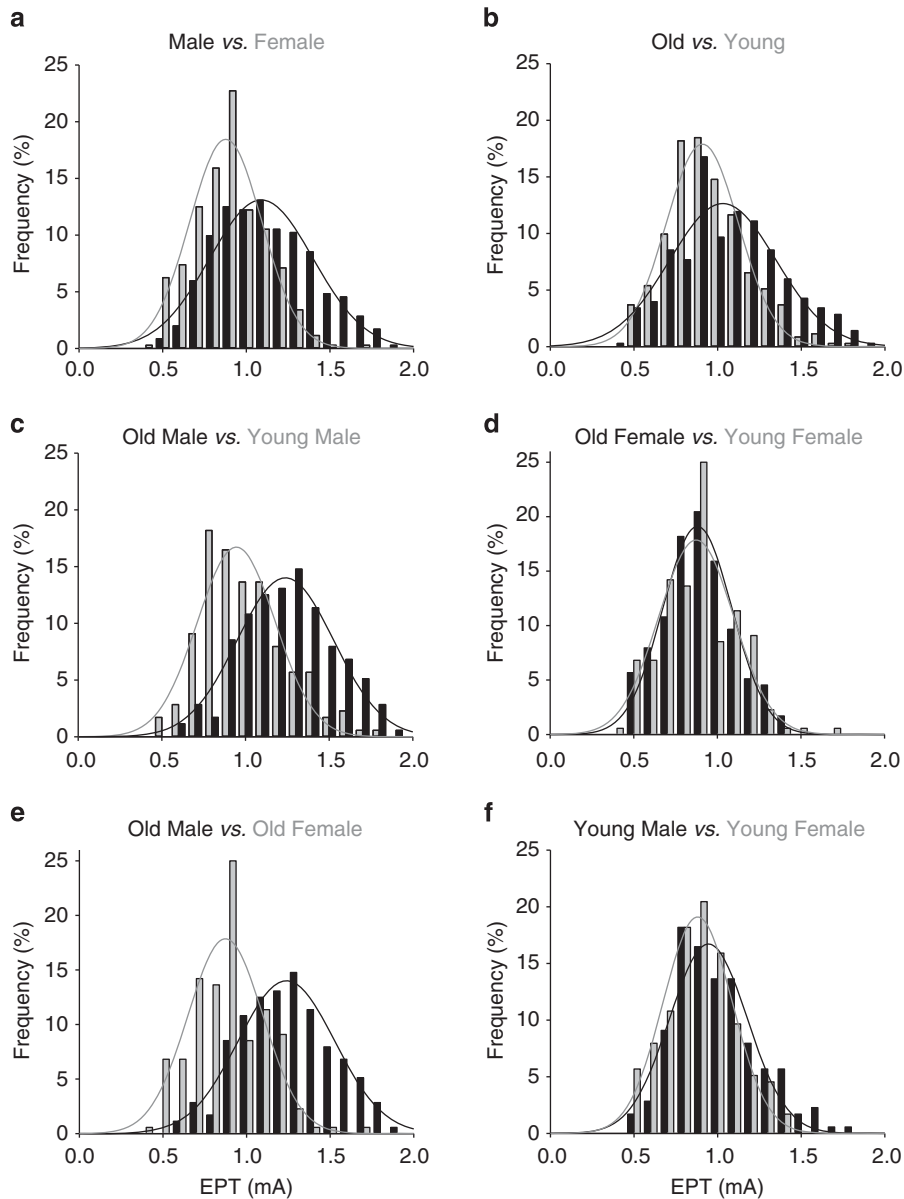 a
Male vs. Female
Frequency (%)
25
20
15
10
5
0
0.0 0.5 1.0 1.5 2.0
b
Old vs. Young
Frequency (%)
25
20
15
10
5
0
0.0 0.5 1.0 1.5 2.0
c
Old Male vs. Young Male
Frequency (%)
25
20
15
10
5
0
0.0 0.5 1.0 1.5 2.0
d
Old Female vs. Young Female
Frequency (%)
25
20
15
10
5
0
0.0 0.5 1.0 1.5 2.0
e
Old Male vs. Old Female
Frequency (%)
25
20
15
10
5
0
0.0 0.5 1.0 1.5 2.0
EPT (mA)
f
Young Male vs. Young Female
Frequency (%)
25
20
15
10
5
0
0.0 0.5 1.0 1.5 2.0
EPT (mA)